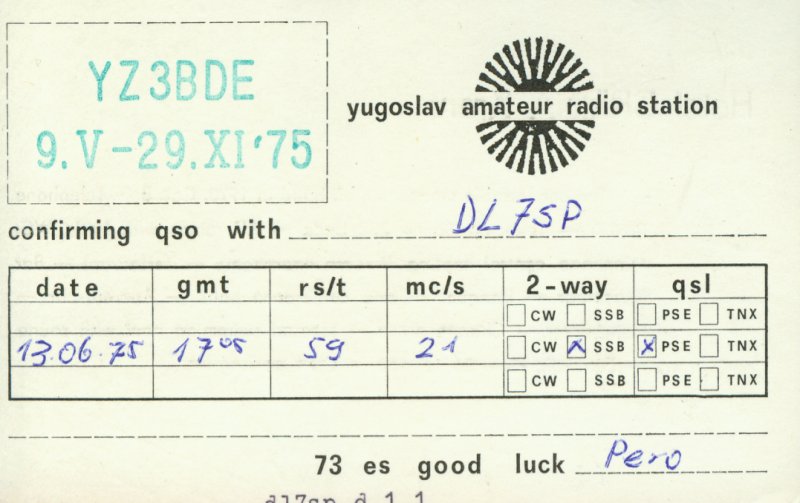 YZ3BDE
9.V-29.XI'75
yugoslav amateur radio station
confirming qso with DL7SP
date gmt rs/t mc/s 2-way qsl
CW SSB PSE TNX
13.06.75 17 05 59 21 CW X SSB X PSE TNX
CW SSB PSE TNX
73 es good luck Pero